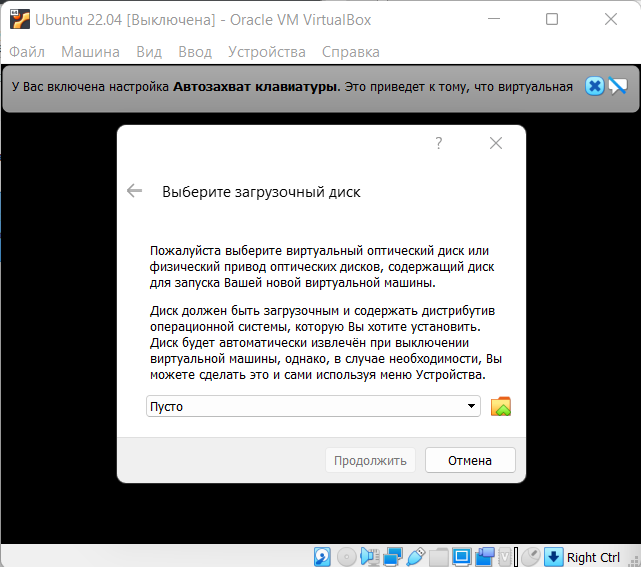 Ubuntu 22.04 [Выключена] - Oracle VM VirtualBox
Файл Машина Вид Ввод Устройства Справка
У Вас включена настройка Автозахват клавиатуры. Это приведет к тому, что виртуальная
?
Выберите загрузочный диск
Пожалуйста выберите виртуальный оптический диск или
физический привод оптических дисков, содержащий диск
для запуска Вашей новой виртуальной машины.
Диск должен быть загрузочным и содержать дистрибутив
операционной системы, которую Вы хотите установить.
Диск будет автоматически извлечён при выключении
виртуальной машины, однако, в случае необходимости, Вы
можете сделать это и сами используя меню Устройства.
Пусто
Продолжить Отмена
Right Ctrl